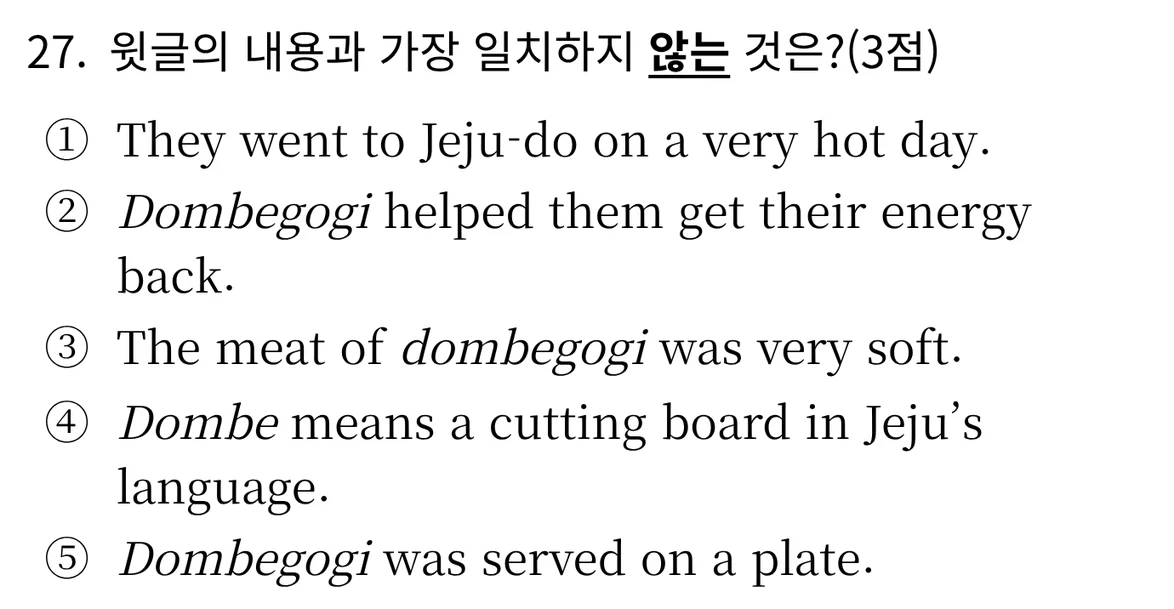 27. 윗글의 내용과 가장 일치하지 않는 것은?(3점)
① They went to Jeju-do on a very hot day.
② Dombegogi helped them get their energy
back.
③ The meat of dombegogi was very soft.
④ Dombe means a cutting board in Jeju’s
language.
⑤ Dombegogi was served on a plate.